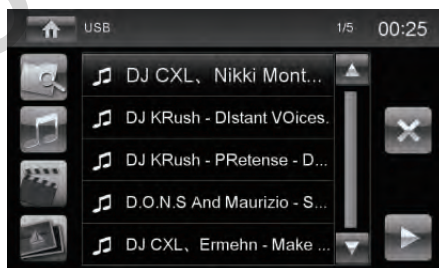 USB 1/5 00:25
DJ CXL、Nikki Mont...
DJ KRush - DIstant VOices.
DJ KRush - PRetense - D...
D.O.N.S And Maurizio - S...
DJ CXL、Ermehn - Make ...